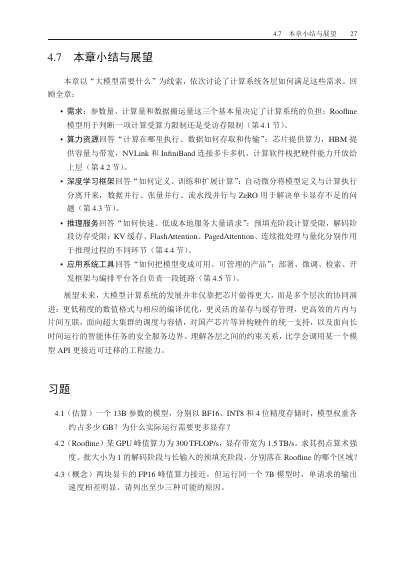 4.7 本章小结与展望 27
4.7 本章小结与展望
本章以“大模型需要什么”为线索，依次讨论了计算系统各层如何满足这些需求。回
顾全章：
• 需求：参数量、计算量和数据搬运量这三个基本量决定了计算系统的负担；Roofline
模型用于判断一项计算受算力限制还是受访存限制（第 4.1 节）。
• 算力资源回答“计算在哪里执行、数据如何存取和传输”：芯片提供算力，HBM 提
供容量与带宽，NVLink 和 InfiniBand 连接多卡多机，计算软件栈把硬件能力开放给
上层（第 4.2 节）。
• 深度学习框架回答“如何定义、训练和扩展计算”：自动微分将模型定义与计算执行
分离开来，数据并行、张量并行、流水线并行与 ZeRO 用于解决单卡显存不足的问
题（第 4.3 节）。
• 推理服务回答“如何快速、低成本地服务大量请求”：预填充阶段计算受限，解码阶
段访存受限；KV 缓存、FlashAttention、PagedAttention、连续批处理与量化分别作用
于推理过程的不同环节（第 4.4 节）。
• 应用系统工具回答“如何把模型变成可用、可管理的产品”：部署、微调、检索、开
发框架与编排平台各自负责一段链路（第 4.5 节）。
展望未来，大模型计算系统的发展并非仅靠把芯片做得更大，而是多个层次的协同演
进：更低精度的数值格式与相应的编译优化，更灵活的显存与缓存管理，更高效的片内与
片间互联，面向超大集群的调度与容错，对国产芯片等异构硬件的统一支持，以及面向长
时间运行的智能体任务的安全服务边界。理解各层之间的约束关系，比学会调用某一个模
型 API 更接近可迁移的工程能力。
习题
4.1（估算）一个 13B 参数的模型，分别以 BF16、INT8 和 4 位精度存储时，模型权重各
约占多少 GB？为什么实际运行需要更多显存？
4.2（Roofline）某 GPU 峰值算力为 300 TFLOP/s，显存带宽为 1.5 TB/s。求其拐点算术强
度。批大小为 1 的解码阶段与长输入的预填充阶段，分别落在 Roofline 的哪个区域？
4.3（概念）两块显卡的 FP16 峰值算力接近，但运行同一个 7B 模型时，单请求的输出
速度相差明显。请列出至少三种可能的原因。